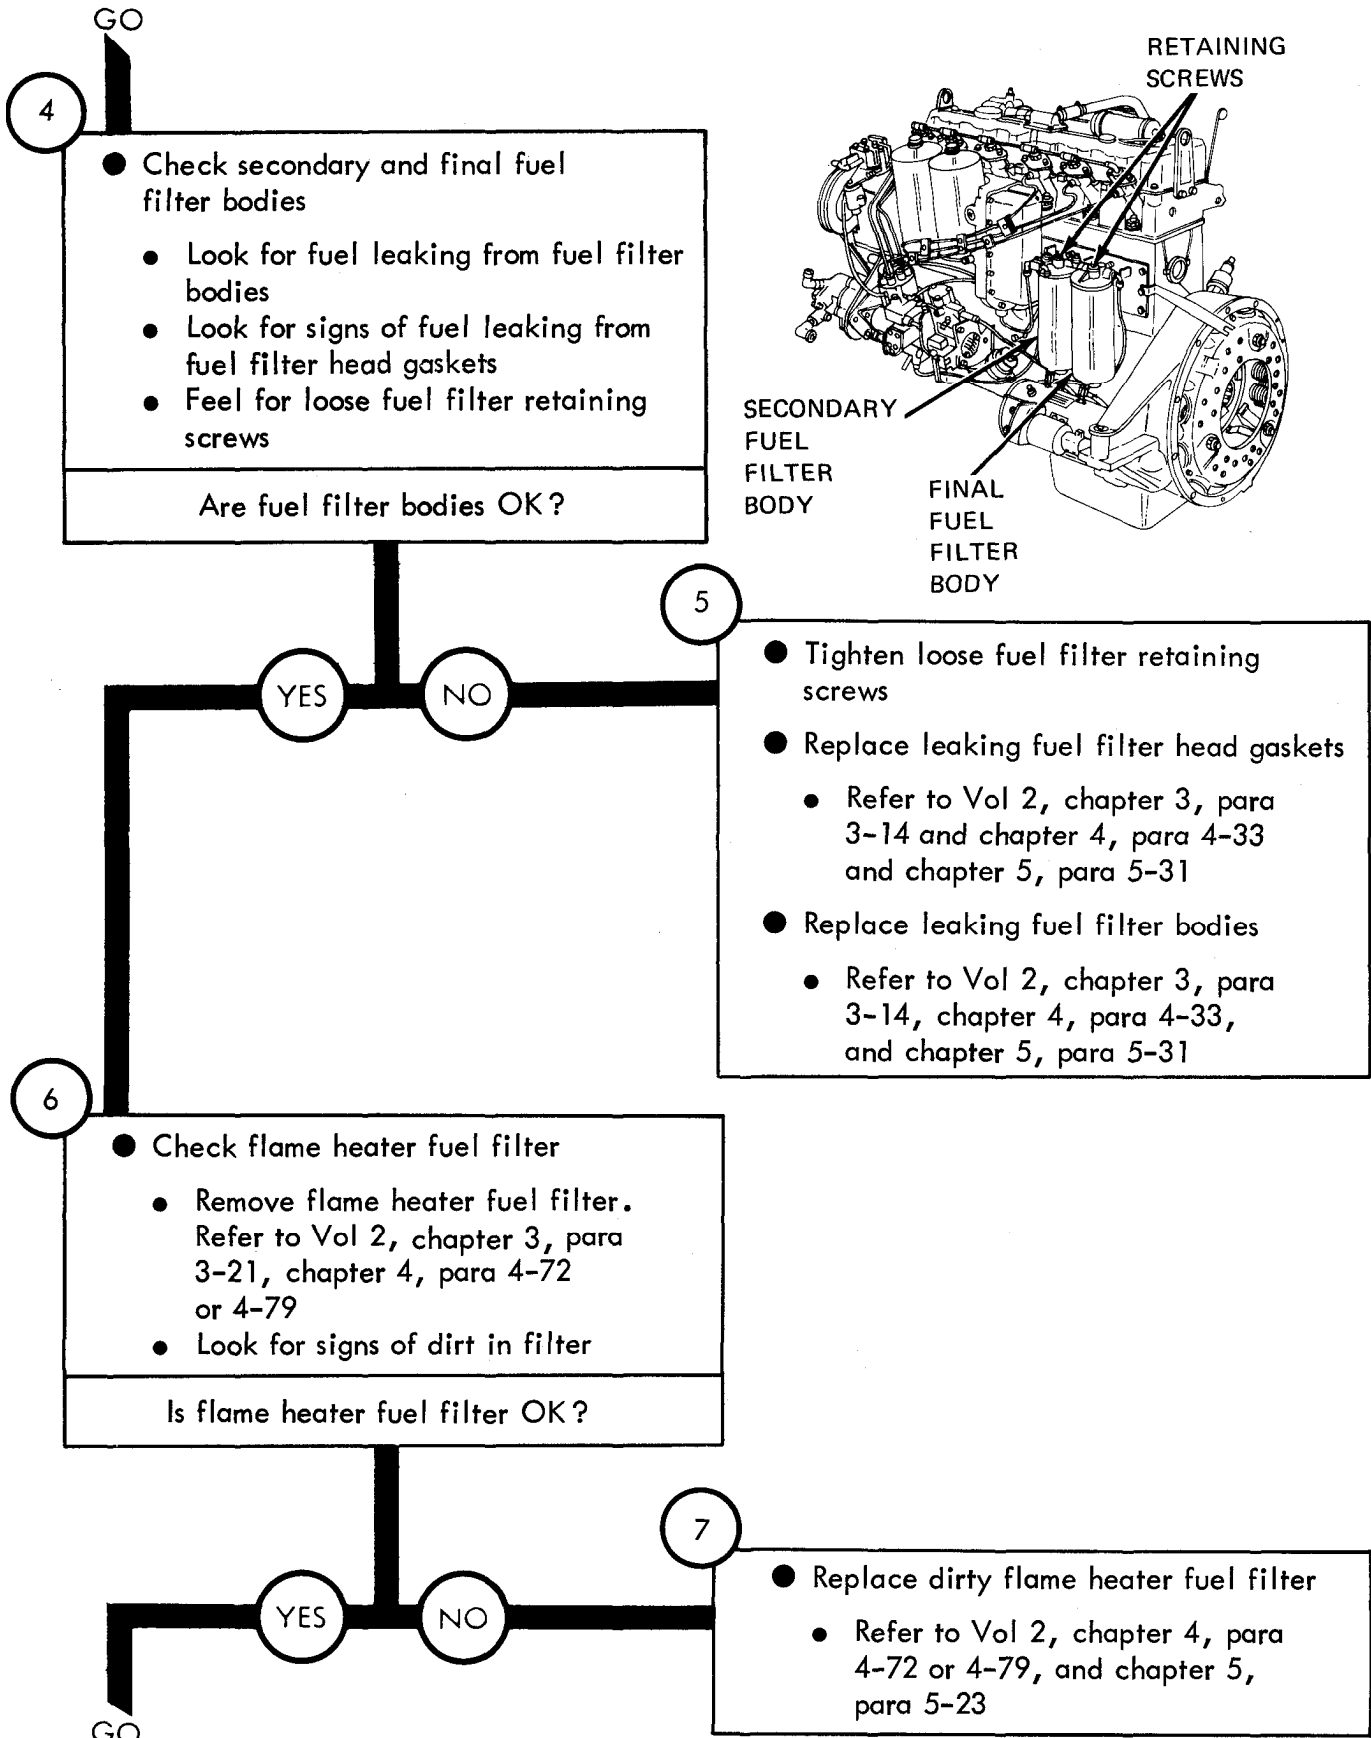 GO
4
● Check secondary and final fuel
filter bodies
● Look for fuel leaking from fuel filter
bodies
● Look for signs of fuel leaking from
fuel filter head gaskets
● Feel for loose fuel filter retaining
screws
Are fuel filter bodies OK?
RETAINING
SCREWS
SECONDARY
FUEL
FILTER
BODY
FINAL
FUEL
FILTER
BODY
YES
NO
5
● Tighten loose fuel filter retaining
screws
● Replace leaking fuel filter head gaskets
● Refer to Vol 2, chapter 3, para
3-14 and chapter 4, para 4-33
and chapter 5, para 5-31
● Replace leaking fuel filter bodies
● Refer to Vol 2, chapter 3, para
3-14, chapter 4, para 4-33,
and chapter 5, para 5-31
6
● Check flame heater fuel filter
● Remove flame heater fuel filter.
Refer to Vol 2, chapter 3, para
3-21, chapter 4, para 4-72
or 4-79
● Look for signs of dirt in filter
Is flame heater fuel filter OK?
YES
NO
7
● Replace dirty flame heater fuel filter
● Refer to Vol 2, chapter 4, para
4-72 or 4-79, and chapter 5,
para 5-23
GO